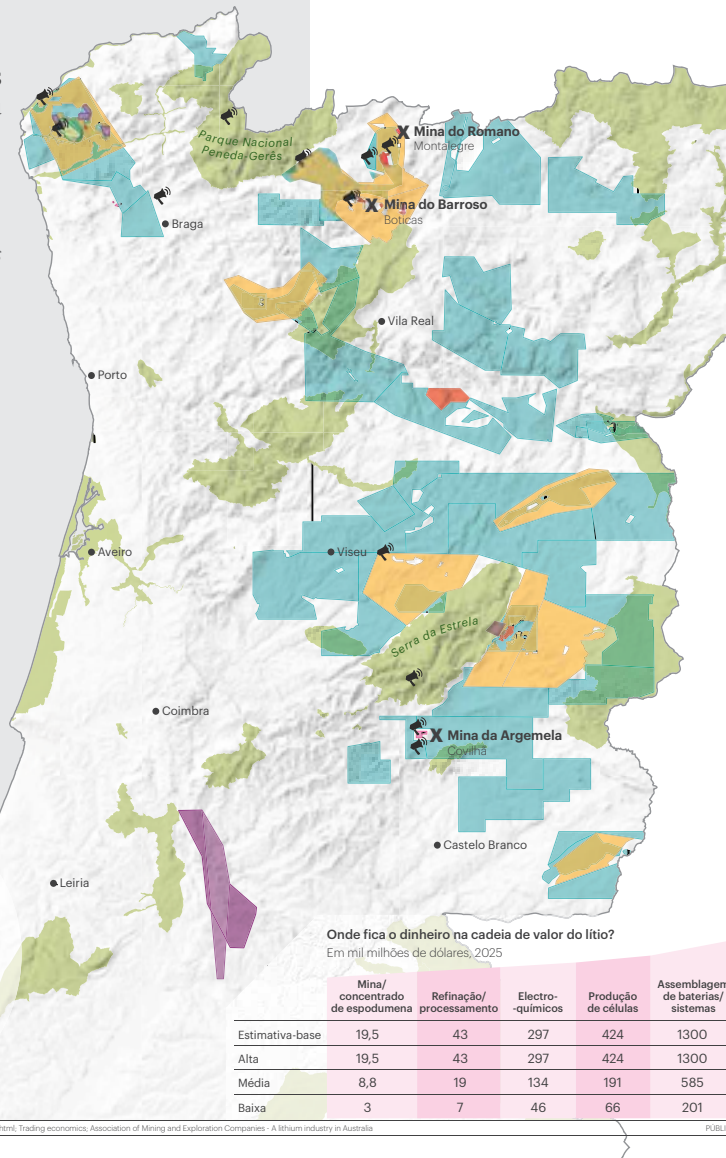 Parque Nacional
Peneda-Gerês
X Mina do Romano
Montalegre
X Mina do Barroso
Boticas
Braga
Vila Real
Porto
Aveiro
Viseu
Serra da Estrela
Coimbra
X Mina da Argemela
Covilhã
Castelo Branco
Leiria
Onde fica o dinheiro na cadeia de valor do lítio?
Em mil milhões de dólares, 2025
Mina/ concentrado de espodumena Refinação/ processamento Electro- -químicos Produção de células Assemblagem de baterias/ sistemas
Estimativa-base 19,5 43 297 424 1300
Alta 19,5 43 297 424 1300
Média 8,8 19 134 191 585
Baixa 3 7 46 66 201
html; Trading economics; Association of Mining and Exploration Companies - A lithium industry in Australia PÚBLI